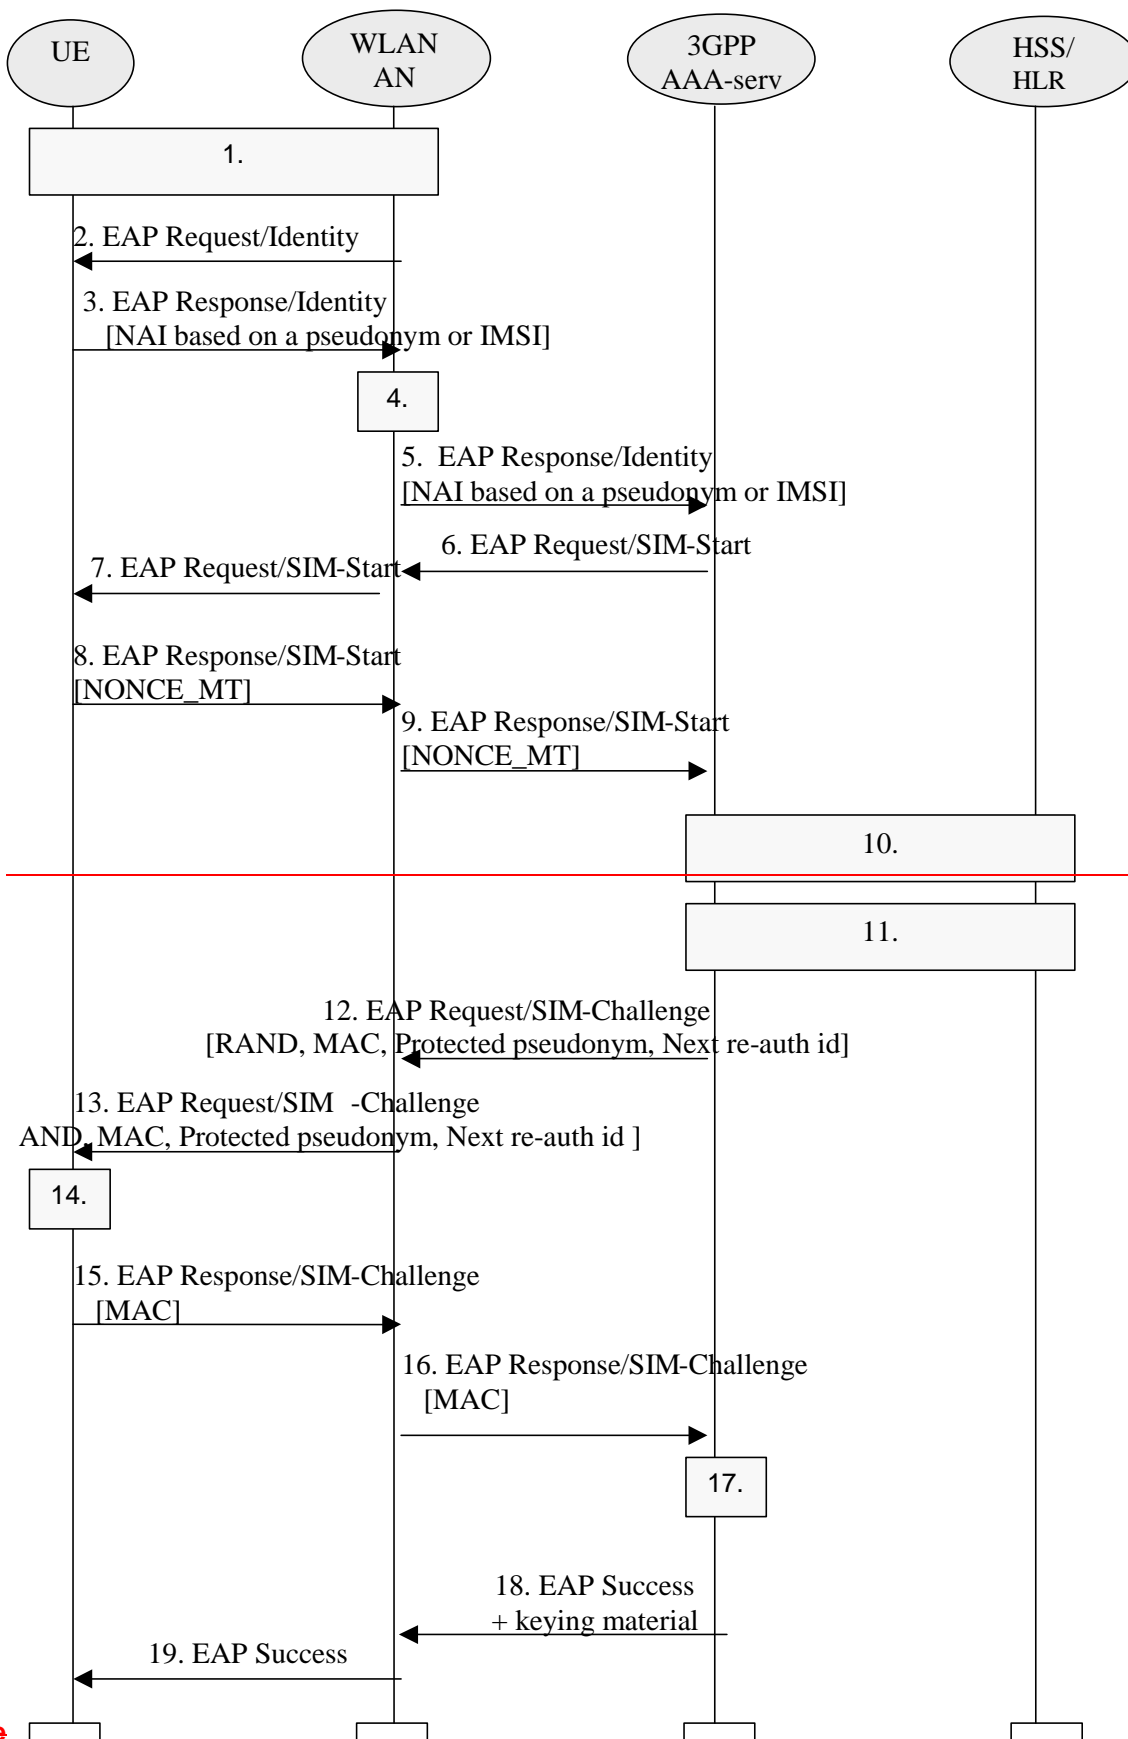 UE
WLAN
AN
3GPP
AAA-serv
HSS/
HLR
1.
2. EAP Request/Identity
3. EAP Response/Identity
[NAI based on a pseudonym or IMSI]
4.
5. EAP Response/Identity
[NAI based on a pseudonym or IMSI]
6. EAP Request/SIM-Start
7. EAP Request/SIM-Start
8. EAP Response/SIM-Start
[NONCE_MT]
9. EAP Response/SIM-Start
[NONCE_MT]
10.
11.
12. EAP Request/SIM-Challenge
[RAND, MAC, Protected pseudonym, Next re-auth id]
13. EAP Request/SIM -Challenge
AND, MAC, Protected pseudonym, Next re-auth id ]
14.
15. EAP Response/SIM-Challenge
[MAC]
16. EAP Response/SIM-Challenge
[MAC]
17.
18. EAP Success
+ keying material
19. EAP Success